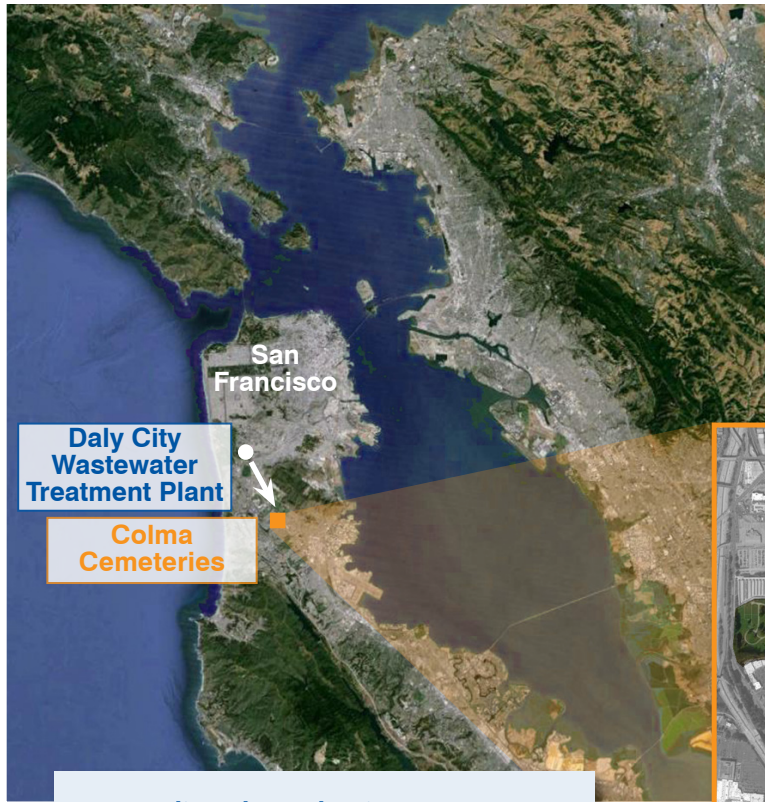 San
Francisco
Daly City
Wastewater
Treatment Plant
Colma
Cemeteries